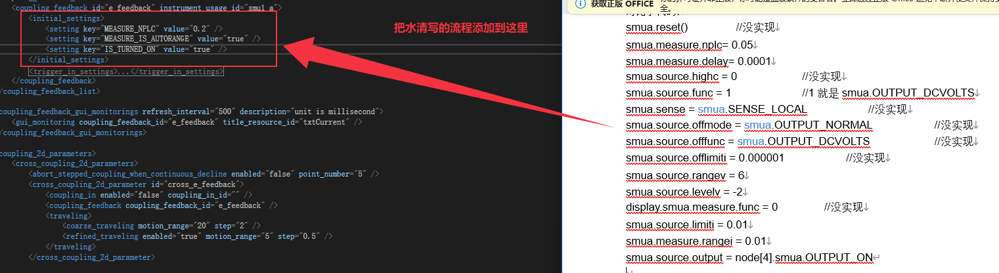 <coupling_feedback id="e_feedback" instrument_usage_id="smu1_a">
<initial_settings>
<setting key="MEASURE_NPLC" value="0.2" />
<setting key="MEASURE_IS_AUTORANGE" value="true" />
<setting key="IS_TURNED_ON" value="true" />
</initial_settings>
<trigger_in_settings>...</trigger_in_settings>
</coupling_feedback>
/coupling_feedback_list>
coupling_feedback_gui_monitorings refresh_interval="500" description="unit is millisecond">
<gui_monitoring coupling_feedback_id="e_feedback" title_resource_id="txtCurrent" />
/coupling_feedback_gui_monitorings>
coupling_2d_parameters>
<cross_coupling_2d_parameters>
<abort_stepped_coupling_when_continuous_decline enabled="false" point_number="5" />
<cross_coupling_2d_parameter id="cross_e_feedback">
<coupling_in enabled="false" coupling_in_id="" />
<coupling_feedback coupling_feedback_id="e_feedback" />
<traveling>
<coarse_traveling motion_range="20" step="2" />
<refined_traveling enabled="true" motion_range="5" step="0.5" />
</traveling>
</cross_coupling_2d_parameter>
把水清写的流程添加到这里
获取正版 OFFICE
全。
smua.reset() //没实现↓
smua.measure.nplc= 0.05↓
smua.measure.delay= 0.0001↓
smua.source.highc = 0 //没实现↓
smua.source.func = 1 //1 就是 smua.OUTPUT_DCVOLTS↓
smua.sense = smua.SENSE_LOCAL //没实现↓
smua.source.offmode = smua.OUTPUT_NORMAL //没实现↓
smua.source.offfunc = smua.OUTPUT_DCVOLTS //没实现↓
smua.source.offlimiti = 0.000001 //没实现↓
smua.source.rangev = 6↓
smua.source.levelv = -2↓
display.smua.measure.func = 0 //没实现↓
smua.source.limiti = 0.01↓
smua.measure.rangei = 0.01↓
smua.source.output = node[4].smua.OUTPUT_ON↵